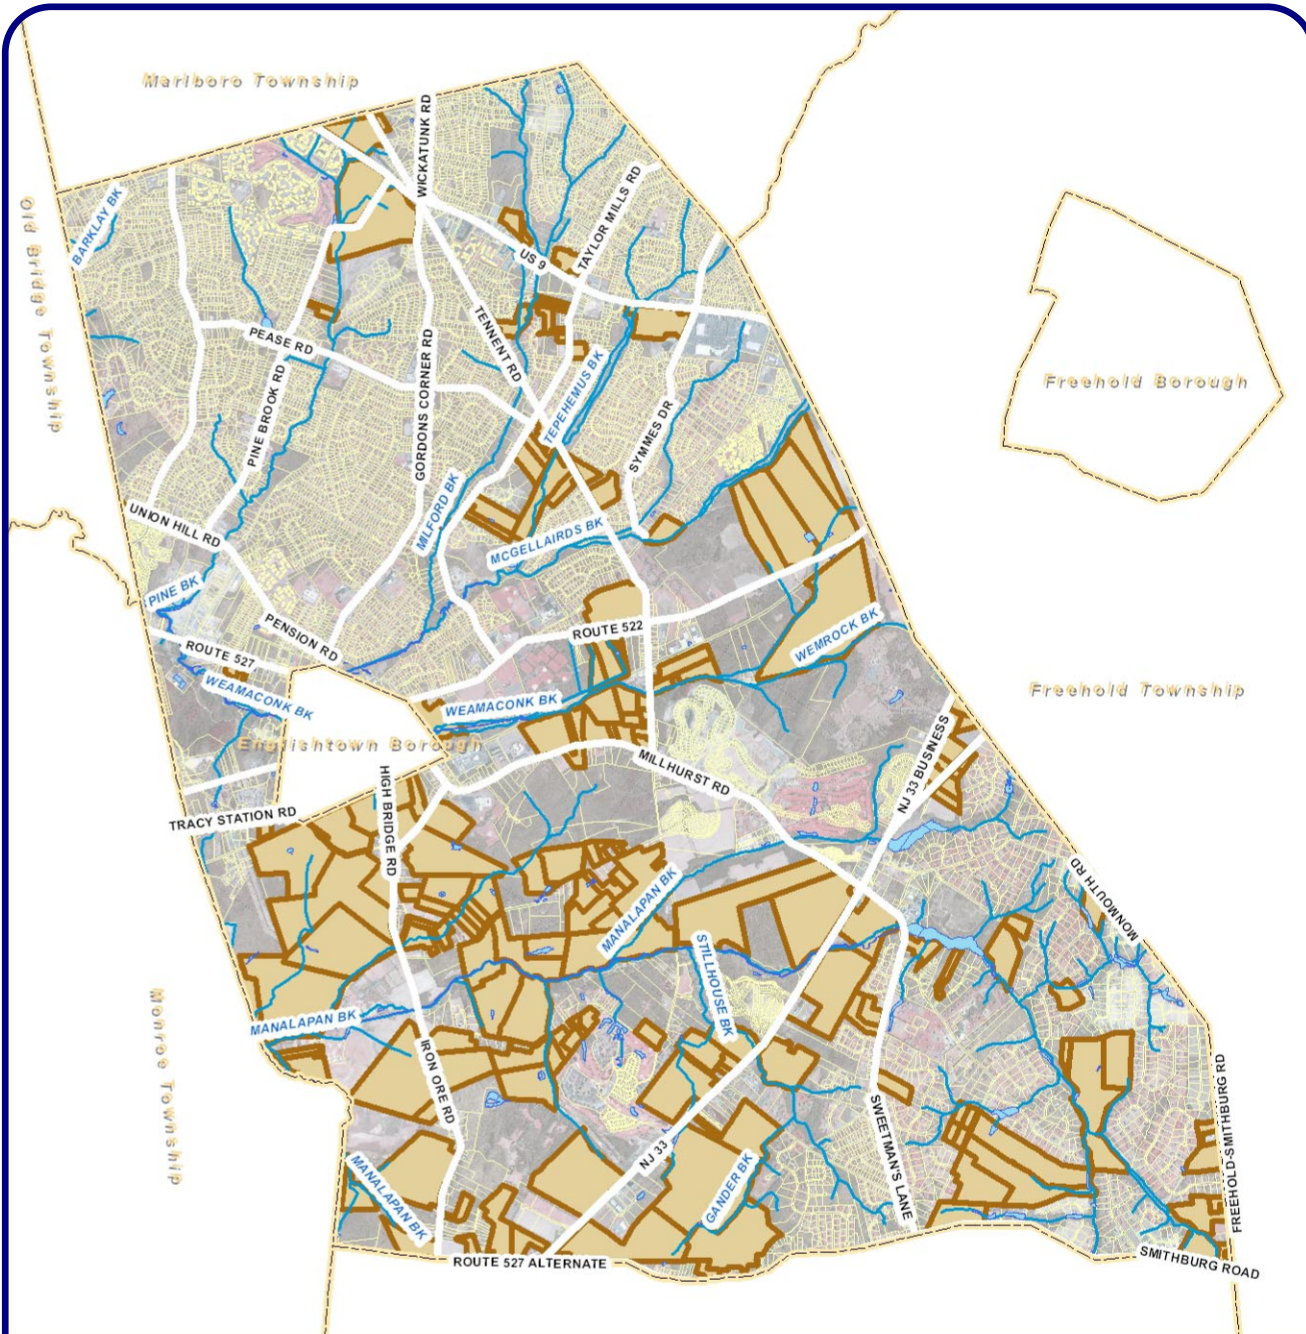 Marlboro Township
WICKATUNK RD
BARKLAY BK
TAYLOR MILLS RD
Old Bridge Township
US 9
TENNENT RD
PEASE RD
GORDONS CORNER RD
PINE BROOK RD
TEPEHEMUS BK
Freehold Borough
SYMMES DR
MILFORD BK
UNION HILL RD
MCGELLAIRDS BK
PINE BK
PENSION RD
ROUTE 522
WEMROCK BK
ROUTE 527
WEAMACONK BK
WEAMACONK BK
Freehold Township
Englishtown Borough
MILLHURST RD
NJ 33 BUSINESS
HIGH BRIDGE RD
TRACY STATION RD
MONMOUTH RD
MANALAPAN BK
STILLHOUSE BK
MANALAPAN BK
Monroe Township
IRON ORE RD
SWEETMAN'S LANE
FREEHOLD-SMITHBURG RD
NJ 33
MANALAPAN BK
GANDER BK
ROUTE 527 ALTERNATE
SMITHBURG ROAD